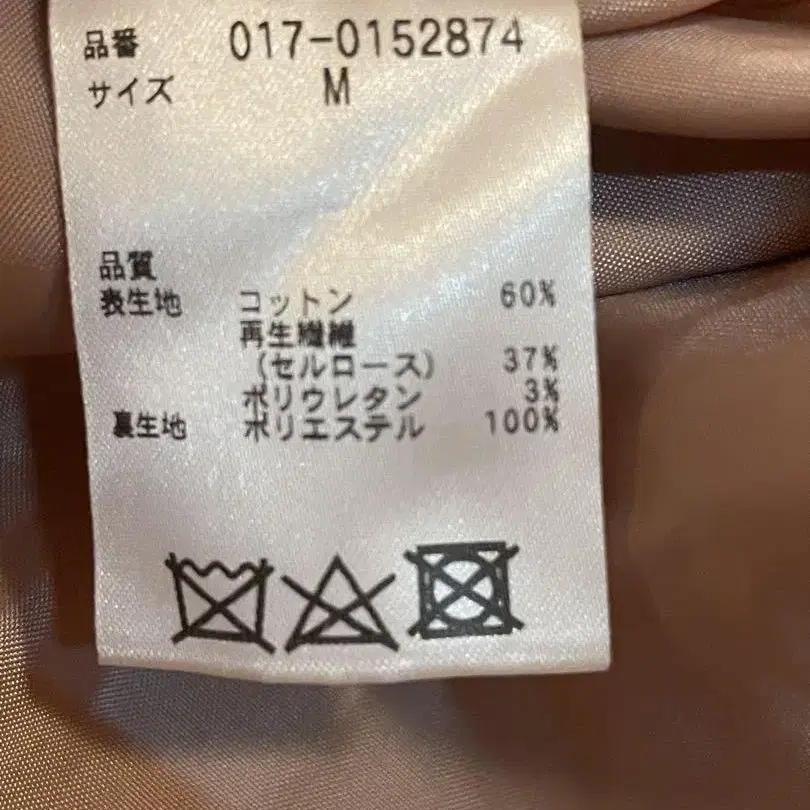 品番 017-0152874
サイズ M
品質
表生地 コットン 60%
再生繊維
(セルロース) 37%
ポリウレタン 3%
裏生地 ポリエステル 100%